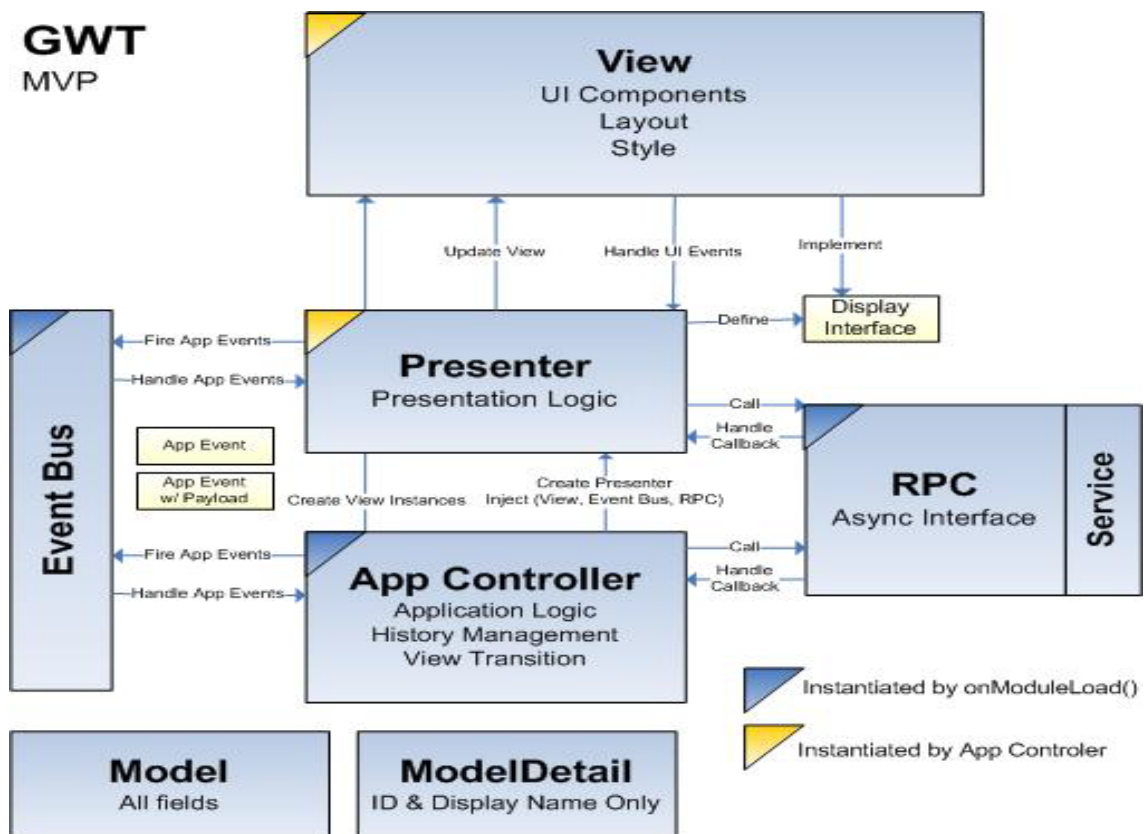 GWT
MVP
View
UI Components
Layout
Style
Update View
Handle UI Events
Implement
Display
Interface
Define
Fire App Events
Handle App Events
Presenter
Presentation Logic
Call
Handle
Callback
App Event
App Event
w/ Payload
Create View Instances
Create Presenter
Inject (View, Event Bus, RPC)
Event Bus
RPC
Async Interface
Service
Fire App Events
Handle App Events
App Controller
Application Logic
History Management
View Transition
Call
Handle
Callback
Instantiated by onModuleLoad()
Instantiated by App Controler
Model
All fields
ModelDetail
ID & Display Name Only